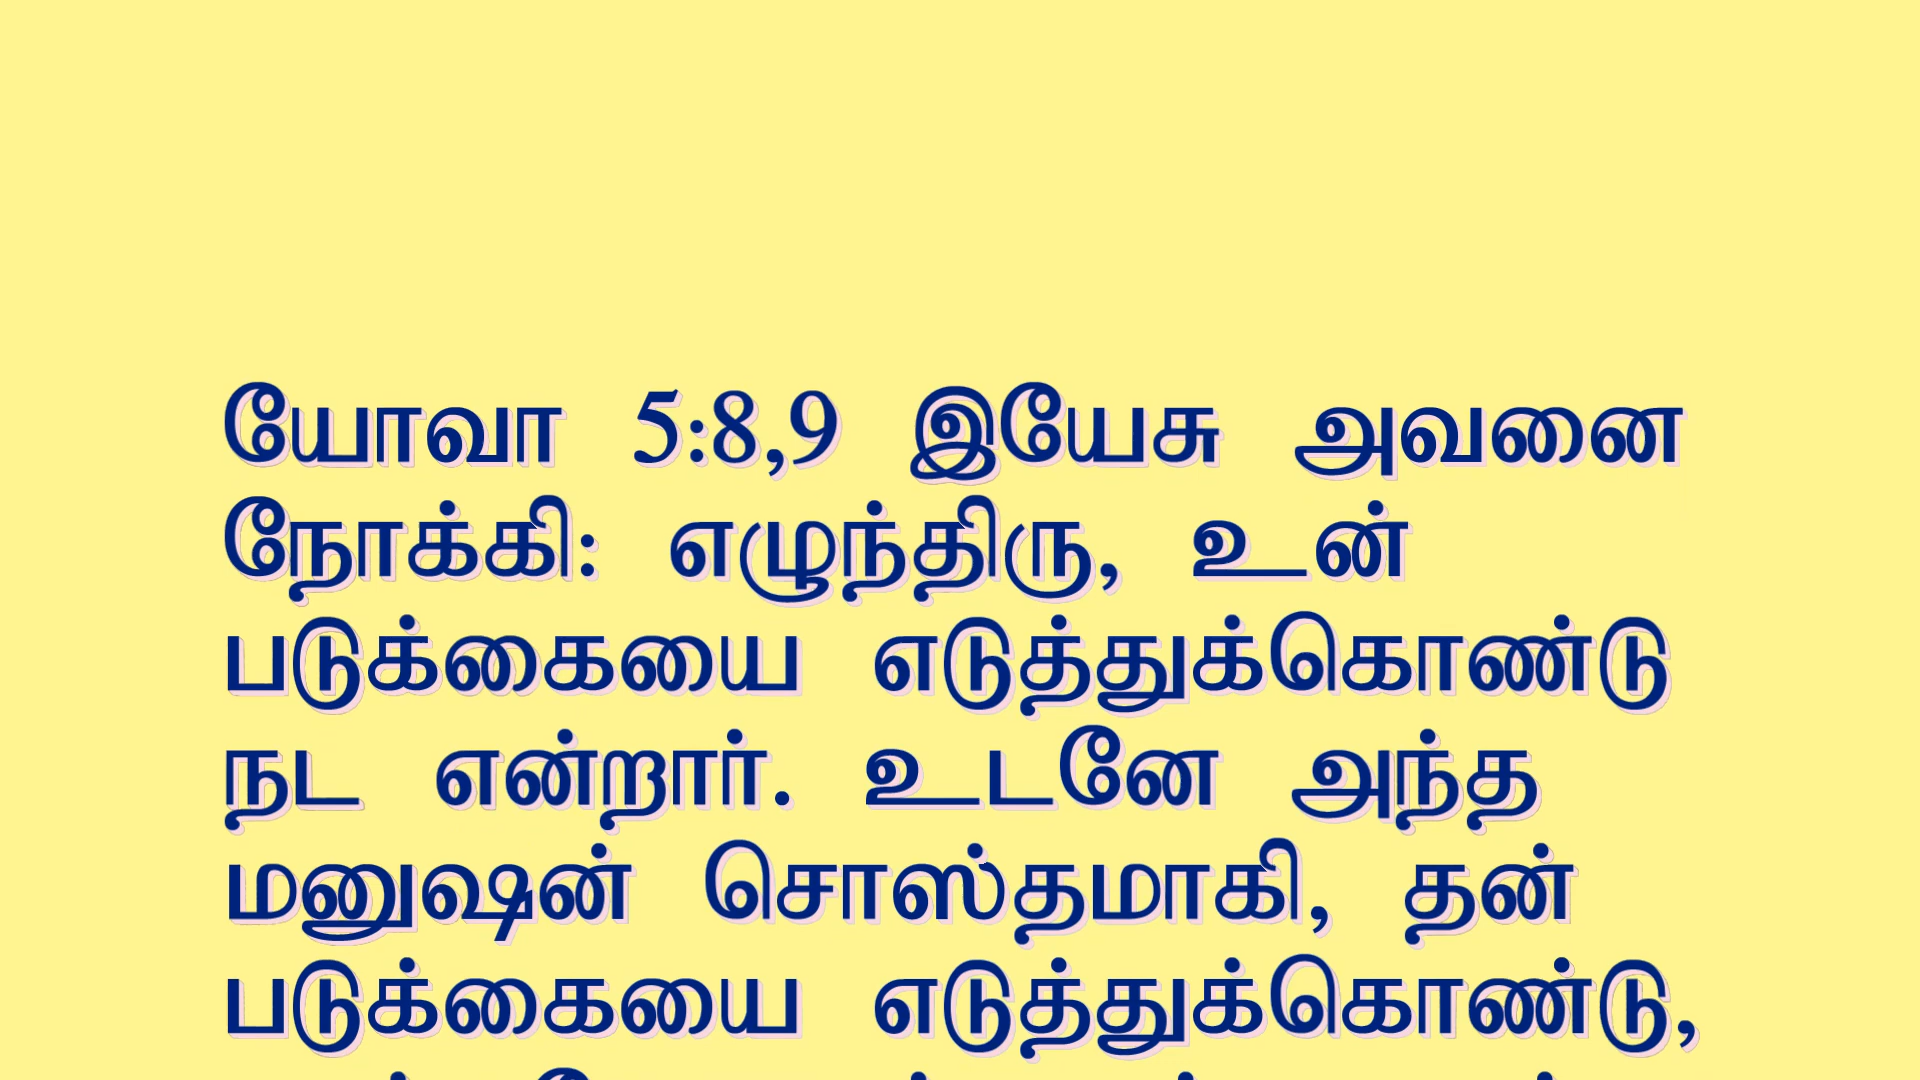 யோவா 5:8,9 இயேசு அவனை
நோக்கி: எழுந்திரு, உன்
படுக்கையை எடுத்துக்கொண்டு
நட என்றார். உடனே அந்த
மனுஷன் சொஸ்தமாகி, தன்
படுக்கையை எடுத்துக்கொண்டு,